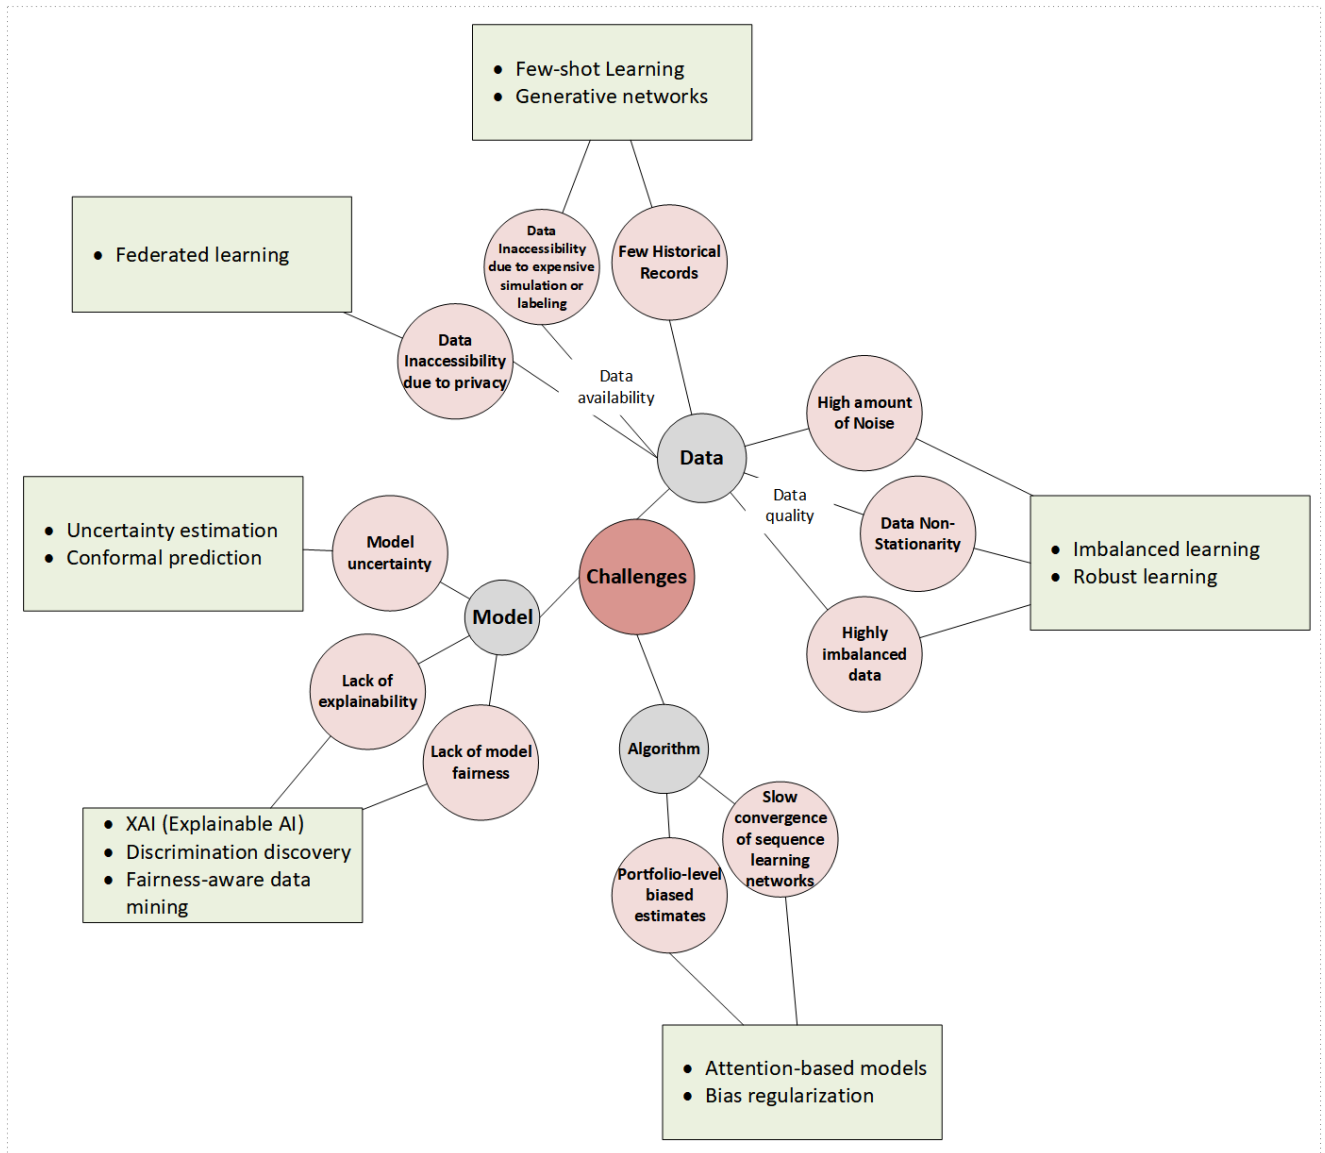 ● Few-shot Learning
● Generative networks
● Federated learning
Data
Inaccessibility
due to expensive
simulation or
labeling
Few Historical
Records
Data
Inaccessibility
due to privacy
Data
availability
High amount
of Noise
Data
Data
quality
Data Non-
Stationarity
● Imbalanced learning
● Robust learning
Highly
imbalanced
data
● Uncertainty estimation
● Conformal prediction
Model
uncertainty
Challenges
Model
Lack of
explainability
Lack of model
fairness
● XAI (Explainable AI)
● Discrimination discovery
● Fairness-aware data
mining
Algorithm
Slow
convergence
of sequence
learning
networks
Portfolio-level
biased
estimates
● Attention-based models
● Bias regularization